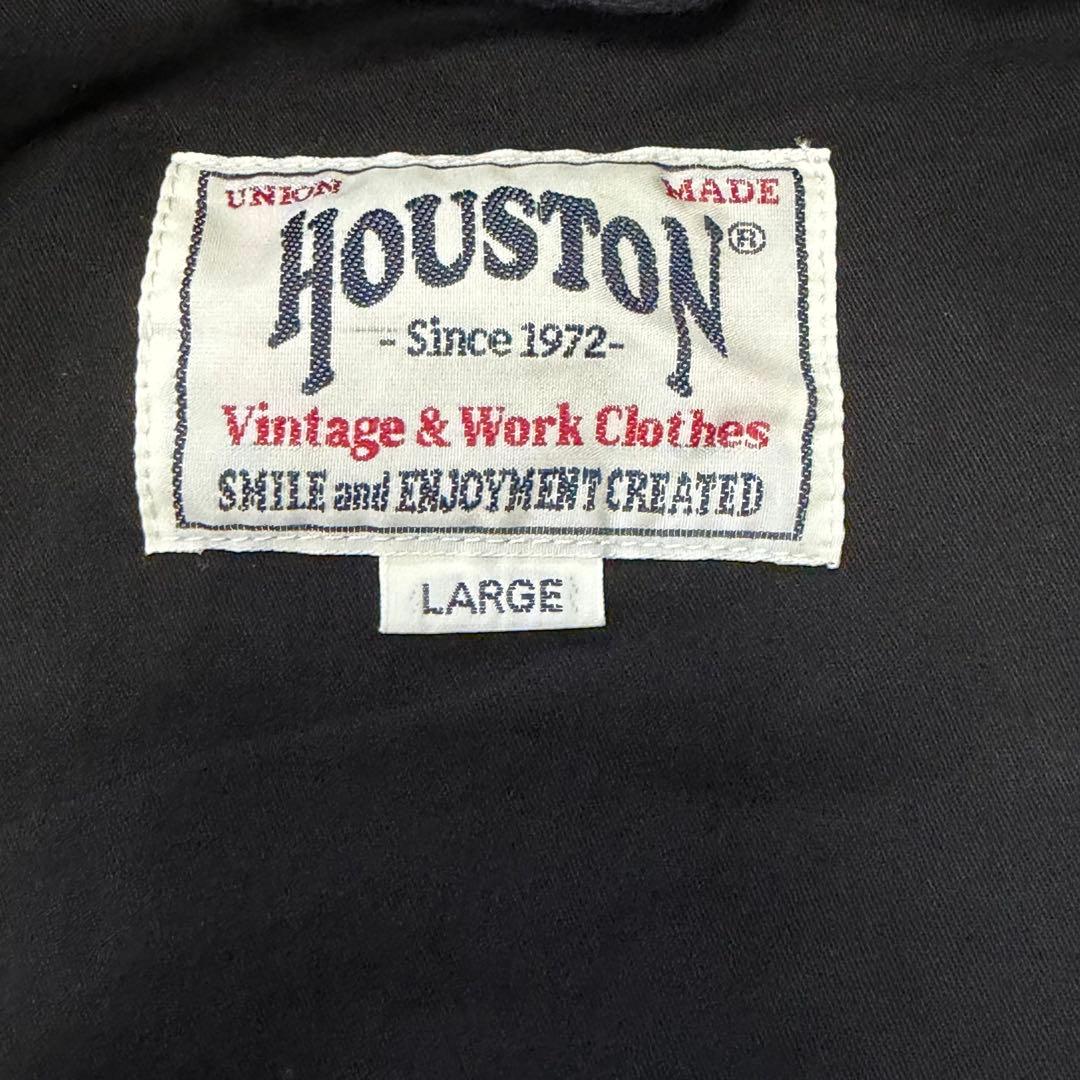 UNION MADE
HOUSTON®
- Since 1972-
Vintage & Work Clothes
SMILE and ENJOYMENT CREATED
LARGE